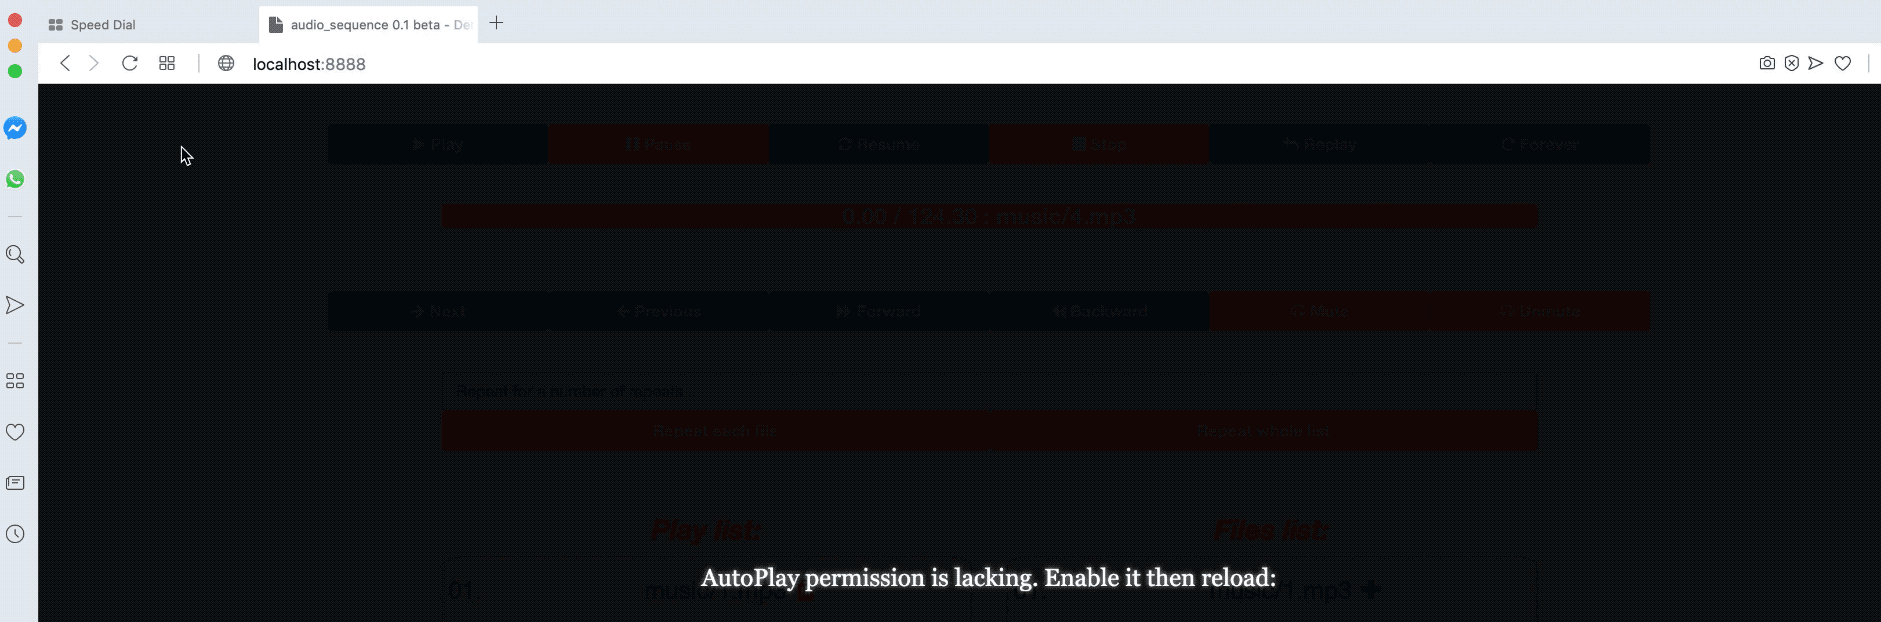 Speed Dial
audio_sequence 0.1 beta - De
localhost:8888
Play Pause Resume Stop Replay Forever
0.00 / 124.30 : music/4.mp3
Next Previous Forward Backward Mute Unmute
Repeat for a number of repeats
Repeat each file Repeat whole list
Play list: Files list:
AutoPlay permission is lacking. Enable it then reload:
01. music/1.mp3 music/1.mp3